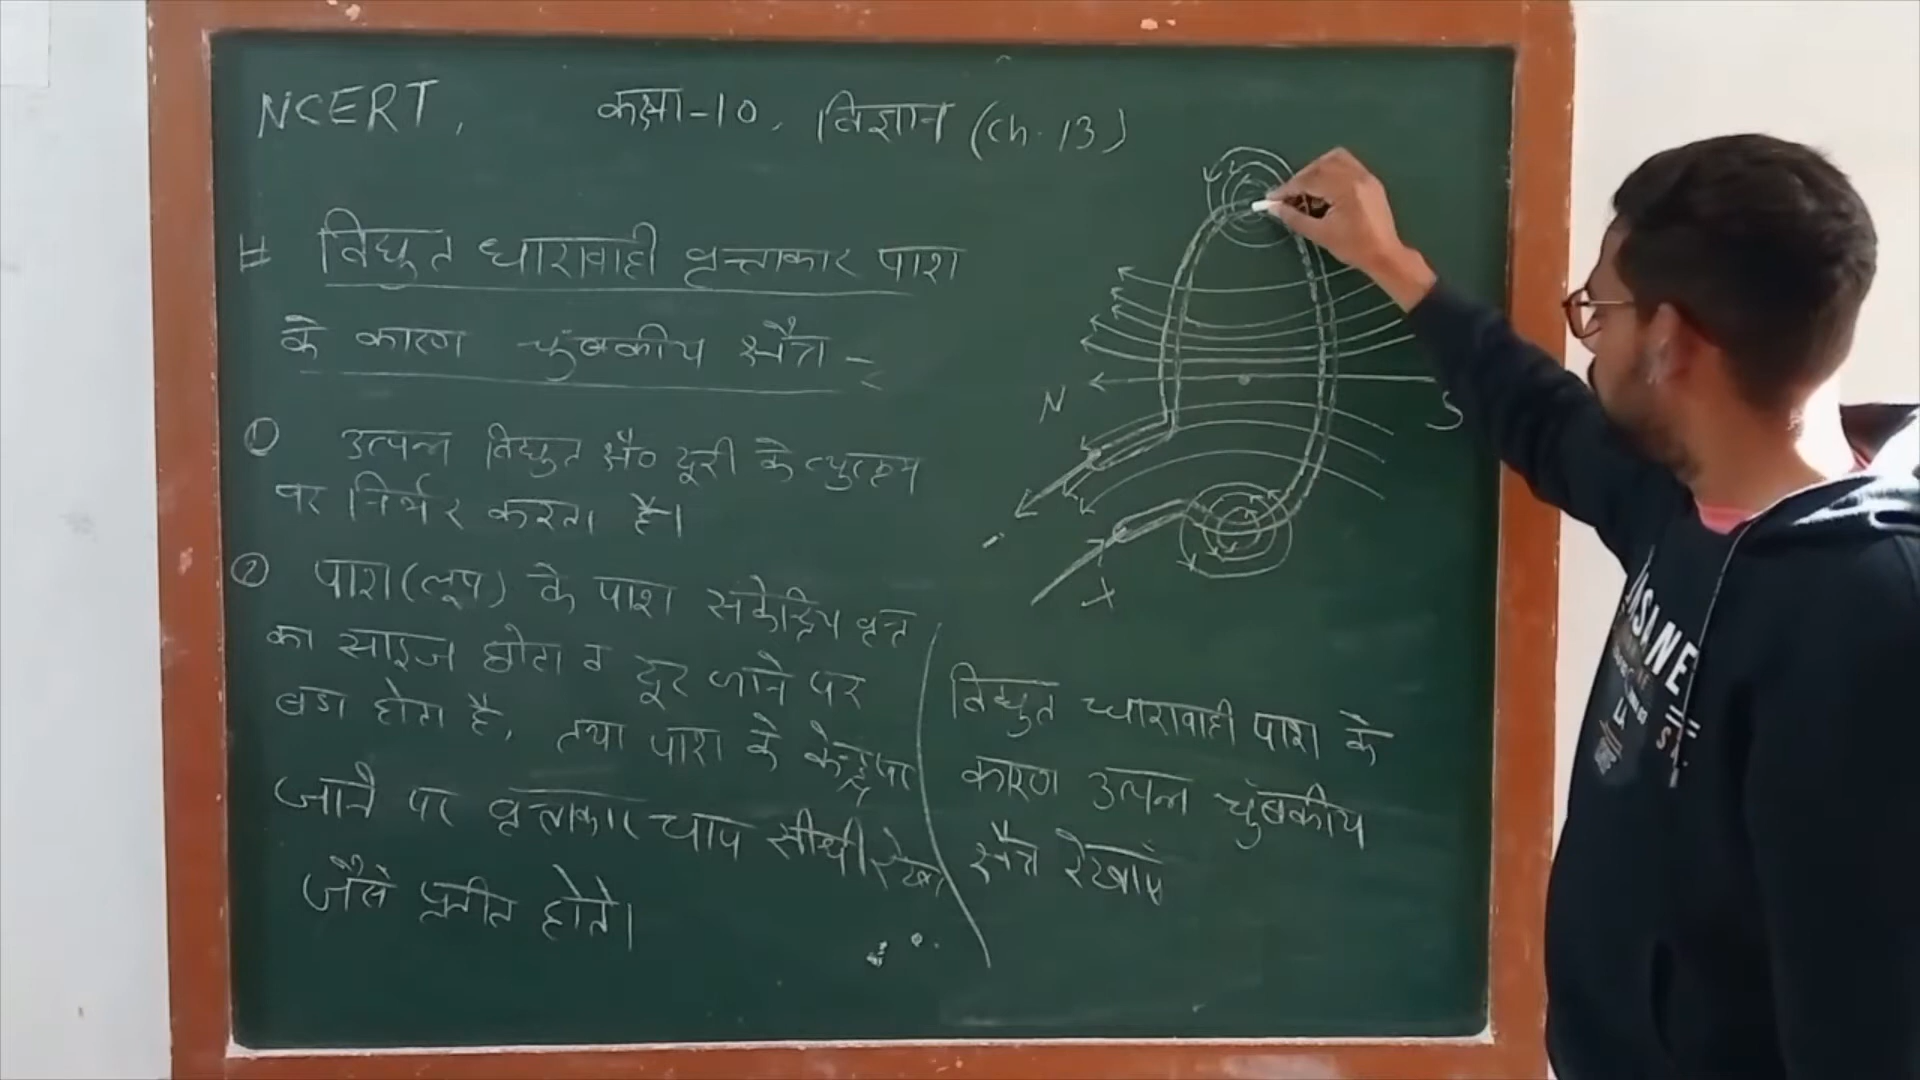 NCERT, कक्षा-10, विज्ञान (Ch. 13)
# विद्युत धारावाही वृत्ताकार पाश
के कारण चुंबकीय क्षेत्र -
① उत्पन्न विद्युत क्षे० दूरी के व्युत्क्रम
पर निर्भर करता है।
② पाश (लूप) के पास संकेंद्रिय वृत्त
का साइज छोटा व दूर जाने पर
बड़ा होता है, तथा पाश के केन्द्र पर
जाने पर वृत्ताकार चाप सीधी रेखा
जैसे प्रतीत होते।
N
S
X
विद्युत धारावाही पाश के
कारण उत्पन्न चुंबकीय
क्षेत्र रेखाएं